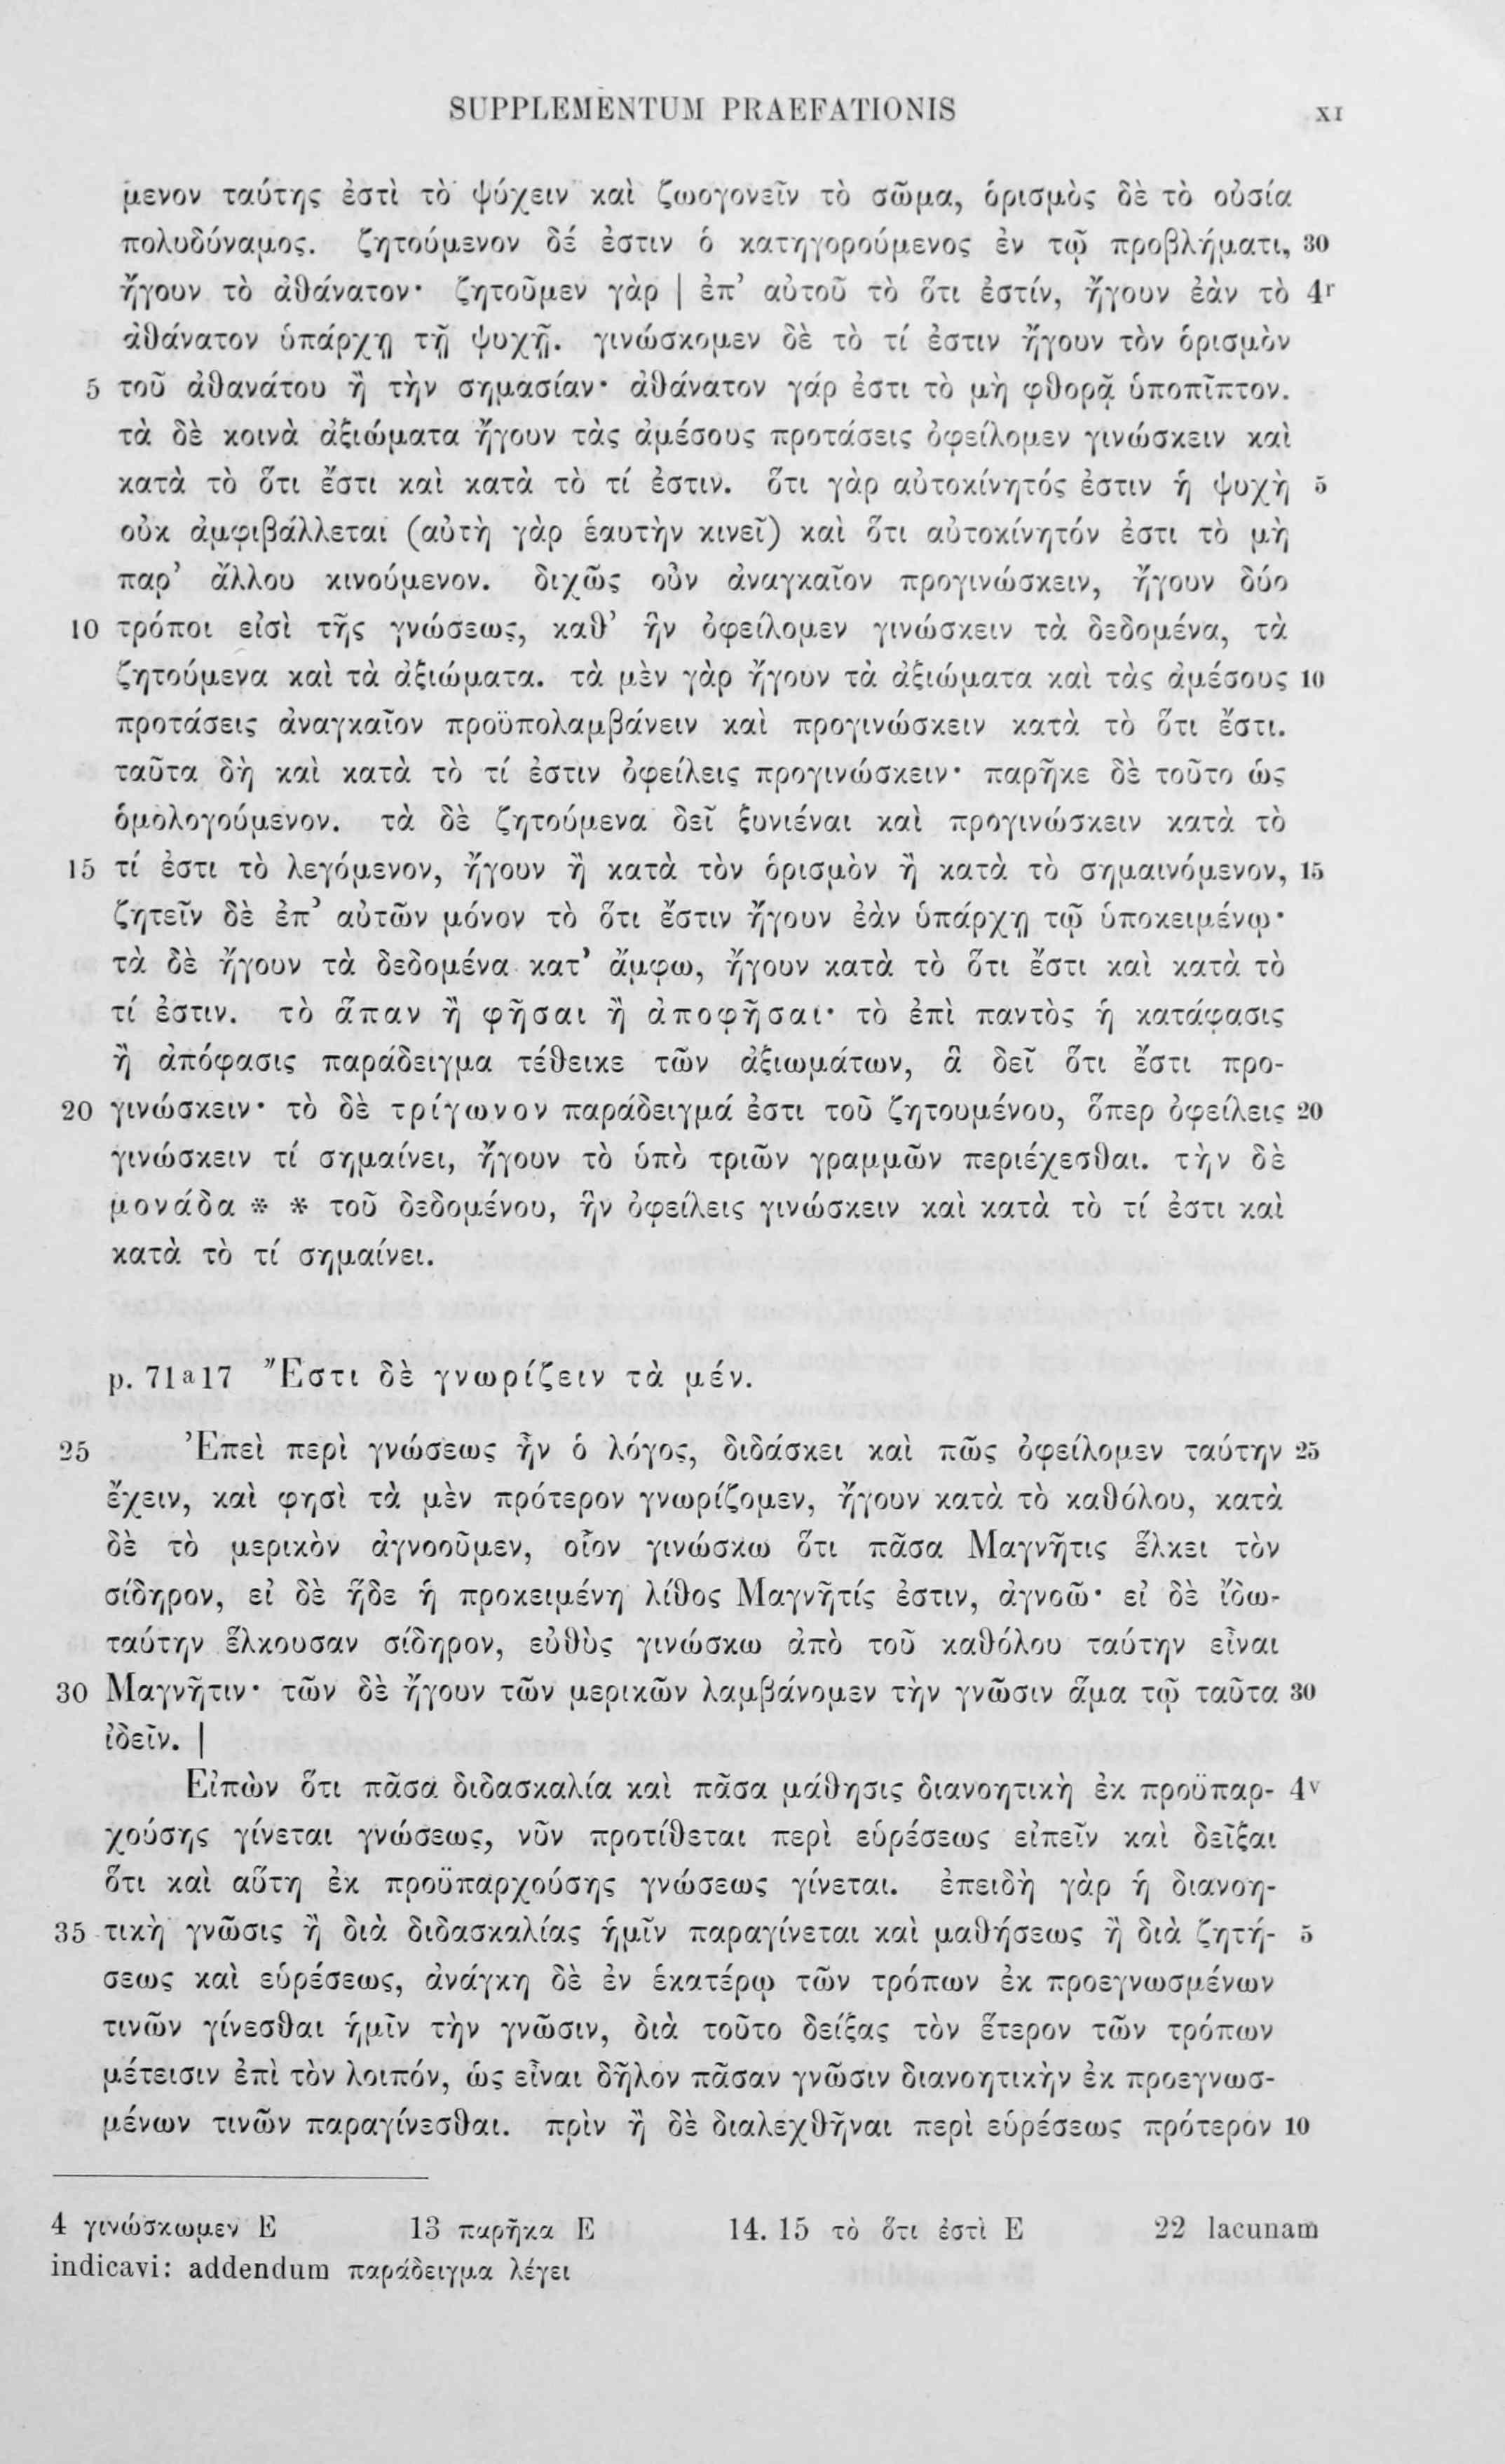 SUPPLEMENTUM PRAEFATIONIS XI
μενον ταύτης ἐστὶ τὸ ψύχειν καὶ ζωογονεῖν τὸ σῶμα, ὁρισμὸς δὲ τὸ οὐσία
πολυδύναμος. ζητούμενον δέ ἐστιν ὁ κατηγορούμενος ἐν τῷ προβλήματι, 30
ἤγουν τὸ ἀθάνατον· ζητοῦμεν γὰρ | ἐπ’ αὐτοῦ τὸ ὅτι ἐστίν, ἤγουν ἐὰν τὸ 4r
ἀθάνατον ὑπάρχῃ τῇ ψυχῇ. γινώσκομεν δὲ τὸ τί ἐστιν ἤγουν τὸν ὁρισμὸν
5 τοῦ ἀθανάτου ἢ τὴν σημασίαν· ἀθάνατον γάρ ἐστι τὸ μὴ φθορᾷ ὑποπῖπτον.
τὰ δὲ κοινὰ ἀξιώματα ἤγουν τὰς ἀμέσους προτάσεις ὀφείλομεν γινώσκειν καὶ
κατὰ τὸ ὅτι ἔστι καὶ κατὰ τὸ τί ἐστιν. ὅτι γὰρ αὐτοκίνητός ἐστιν ἡ ψυχὴ 5
οὐκ ἀμφιβάλλεται (αὐτὴ γὰρ ἑαυτὴν κινεῖ) καὶ ὅτι αὐτοκίνητόν ἐστι τὸ μὴ
παρ’ ἄλλου κινούμενον. διχῶς οὖν ἀναγκαῖον προγινώσκειν, ἤγουν δύο
10 τρόποι εἰσὶ τῆς γνώσεως, καθ’ ἣν ὀφείλομεν γινώσκειν τὰ δεδομένα, τὰ
ζητούμενα καὶ τὰ ἀξιώματα. τὰ μὲν γὰρ ἤγουν τὰ ἀξιώματα καὶ τὰς ἀμέσους 10
προτάσεις ἀναγκαῖον προϋπολαμβάνειν καὶ προγινώσκειν κατὰ τὸ ὅτι ἔστι.
ταῦτα δὴ καὶ κατὰ τὸ τί ἐστιν ὀφείλεις προγινώσκειν· παρῆκε δὲ τοῦτο ὡς
ὁμολογούμενον. τὰ δὲ ζητούμενα δεῖ ξυνιέναι καὶ προγινώσκειν κατὰ τὸ
15 τί ἐστι τὸ λεγόμενον, ἤγουν ἢ κατὰ τὸν ὁρισμὸν ἢ κατὰ τὸ σημαινόμενον, 15
ζητεῖν δὲ ἐπ’ αὐτῶν μόνον τὸ ὅτι ἔστιν ἤγουν ἐὰν ὑπάρχῃ τῷ ὑποκειμένῳ·
τὰ δὲ ἤγουν τὰ δεδομένα κατ’ ἄμφω, ἤγουν κατὰ τὸ ὅτι ἔστι καὶ κατὰ τὸ
τί ἐστιν. τὸ ἅπαν ἢ φῆσαι ἢ ἀποφῆσαι· τὸ ἐπὶ παντὸς ἡ κατάφασις
ἢ ἀπόφασις παράδειγμα τέθεικε τῶν ἀξιωμάτων, ἃ δεῖ ὅτι ἔστι προ-
20 γινώσκειν· τὸ δὲ τρίγωνον παράδειγμά ἐστι τοῦ ζητουμένου, ὅπερ ὀφείλεις 20
γινώσκειν τί σημαίνει, ἤγουν τὸ ὑπὸ τριῶν γραμμῶν περιέχεσθαι. τὴν δὲ
μονάδα * * τοῦ δεδομένου, ἣν ὀφείλεις γινώσκειν καὶ κατὰ τὸ τί ἐστι καὶ
κατὰ τὸ τί σημαίνει.
p. 71a17 Ἔστι δὲ γνωρίζειν τὰ μέν.
25 Ἐπεὶ περὶ γνώσεως ἦν ὁ λόγος, διδάσκει καὶ πῶς ὀφείλομεν ταύτην 25
ἔχειν, καὶ φησὶ τὰ μὲν πρότερον γνωρίζομεν, ἤγουν κατὰ τὸ καθόλου, κατὰ
δὲ τὸ μερικὸν ἀγνοοῦμεν, οἷον γινώσκω ὅτι πᾶσα Μαγνῆτις ἕλκει τὸν
σίδηρον, εἰ δὲ ἥδε ἡ προκειμένη λίθος Μαγνῆτίς ἐστιν, ἀγνοῶ· εἰ δὲ ἴδω
ταύτην ἕλκουσαν σίδηρον, εὐθὺς γινώσκω ἀπὸ τοῦ καθόλου ταύτην εἶναι
30 Μαγνῆτιν· τῶν δὲ ἤγουν τῶν μερικῶν λαμβάνομεν τὴν γνῶσιν ἅμα τῷ ταῦτα 30
ἰδεῖν. |
Εἰπὼν ὅτι πᾶσα διδασκαλία καὶ πᾶσα μάθησις διανοητικὴ ἐκ προϋπαρ- 4v
χούσης γίνεται γνώσεως, νῦν προτίθεται περὶ εὑρέσεως εἰπεῖν καὶ δεῖξαι
ὅτι καὶ αὕτη ἐκ προϋπαρχούσης γνώσεως γίνεται. ἐπειδὴ γὰρ ἡ διανοη-
35 τικὴ γνῶσις ἢ διὰ διδασκαλίας ἡμῖν παραγίνεται καὶ μαθήσεως ἢ διὰ ζητή- 5
σεως καὶ εὑρέσεως, ἀνάγκη δὲ ἐν ἑκατέρῳ τῶν τρόπων ἐκ προεγνωσμένων
τινῶν γίνεσθαι ἡμῖν τὴν γνῶσιν, διὰ τοῦτο δείξας τὸν ἕτερον τῶν τρόπων
μέτεισιν ἐπὶ τὸν λοιπόν, ὡς εἶναι δῆλον πᾶσαν γνῶσιν διανοητικὴν ἐκ προεγνωσ-
μένων τινῶν παραγίνεσθαι. πρὶν ἢ δὲ διαλεχθῆναι περὶ εὑρέσεως πρότερον 10
4 γινώσκωμεν E 13 παρῆκα E 14. 15 τὸ ὅτι ἐστὶ E 22 lacunam
indicavi: addendum παράδειγμα λέγει